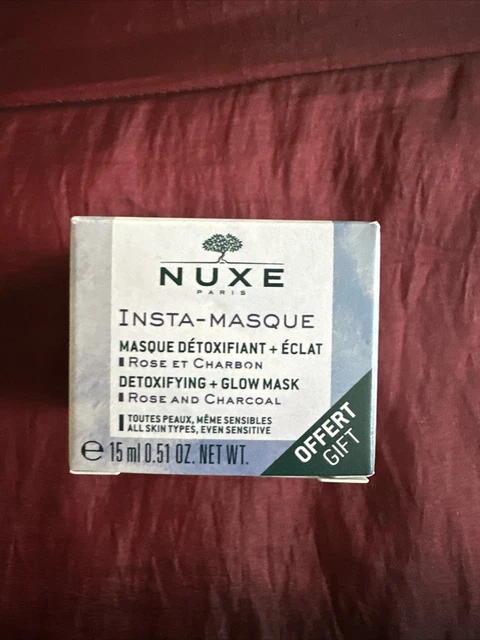 NUXE
PARIS
INSTA-MASQUE
MASQUE DÉTOXIFIANT + ÉCLAT
ROSE ET CHARBON
DETOXIFYING + GLOW MASK
ROSE AND CHARCOAL
TOUTES PEAUX, MÊME SENSIBLES
ALL SKIN TYPES, EVEN SENSITIVE
℮ 15 ml 0.51 OZ. NET WT.
OFFERT
GIFT